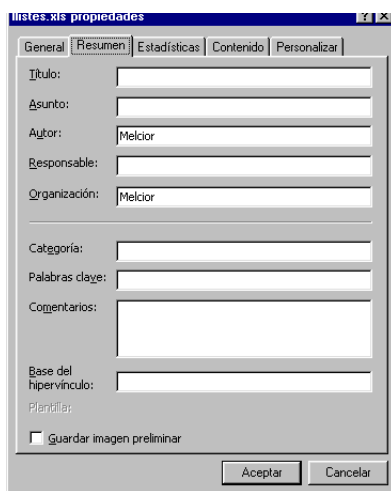 llistes.xls propiedades
General Resumen Estadísticas Contenido Personalizar
Título:
Asunto:
Autor: Melcior
Responsable:
Organización: Melcior
Categoría:
Palabras clave:
Comentarios:
Base del
hipervínculo:
Plantilla:
Guardar imagen preliminar
Aceptar Cancelar